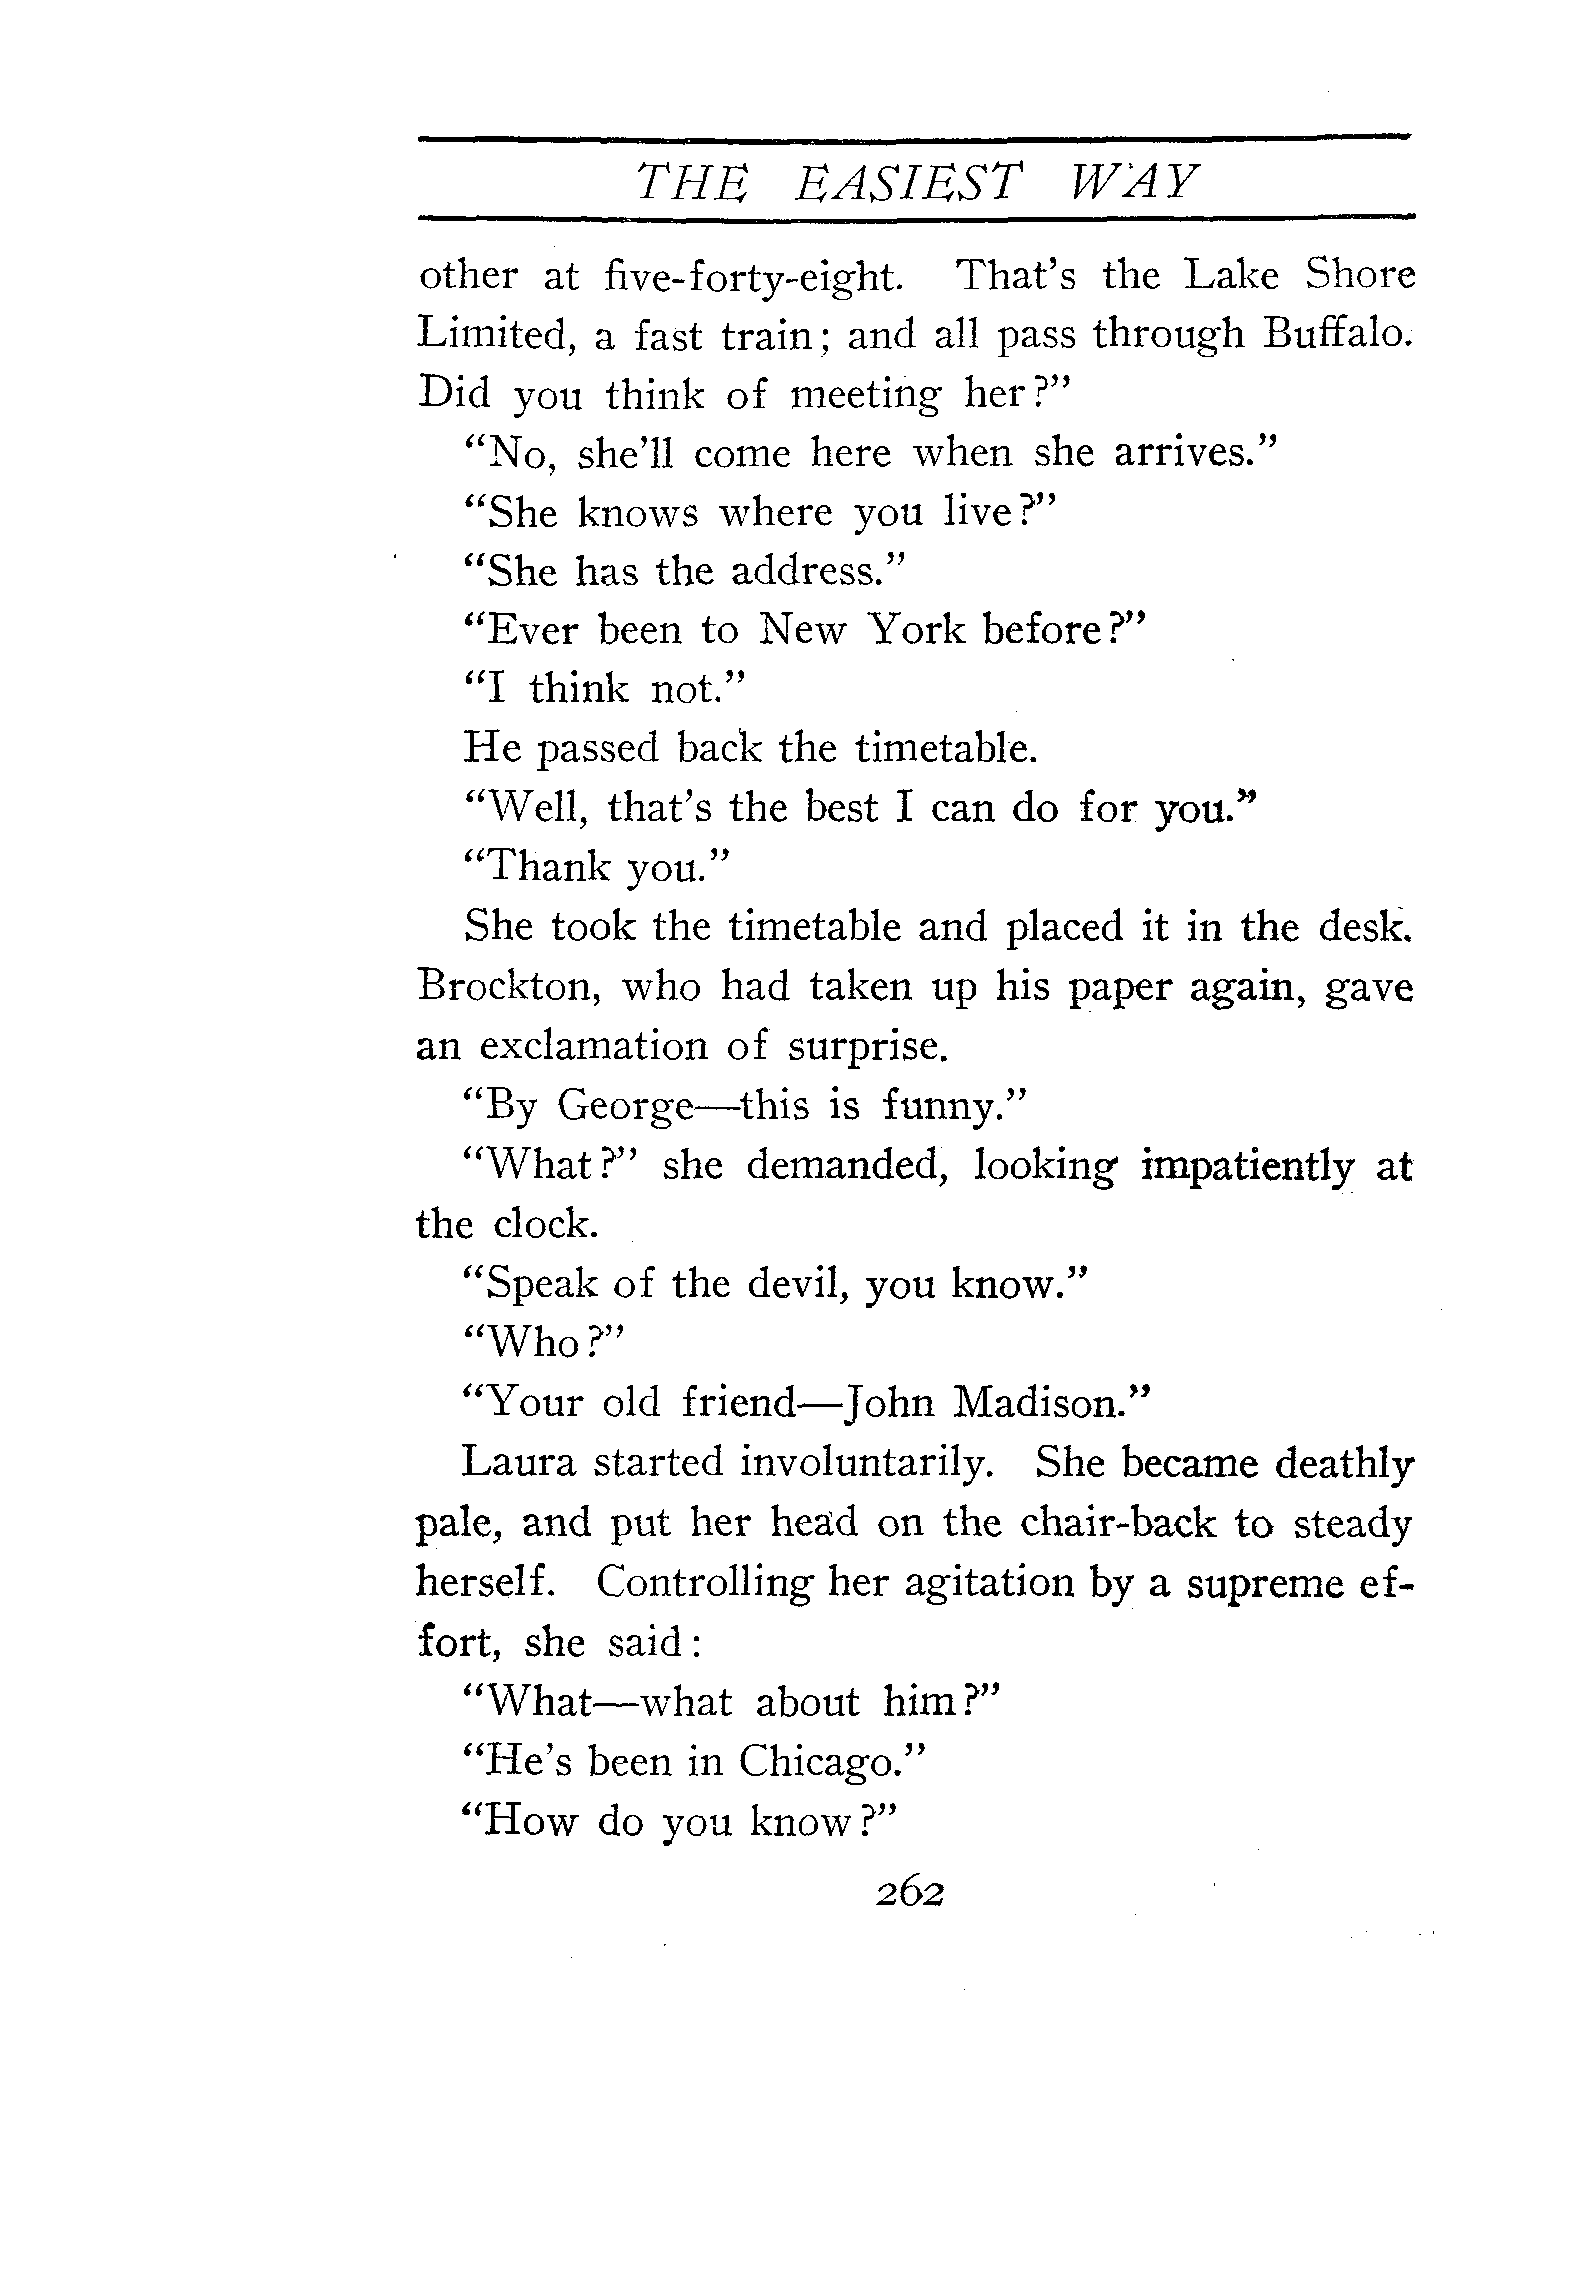 THE EASIEST WAY
other at five-forty-eight. That's the Lake Shore
Limited, a fast train; and all pass through Buffalo.
Did you think of meeting her?"
"No, she'll come here when she arrives."
"She knows where you live?"
"She has the address."
"Ever been to New York before?"
"I think not."
He passed back the timetable.
"Well, that's the best I can do for you."
"Thank you."
She took the timetable and placed it in the desk.
Brockton, who had taken up his paper again, gave
an exclamation of surprise.
"By George—this is funny."
"What?" she demanded, looking impatiently at
the clock.
"Speak of the devil, you know."
"Who?"
"Your old friend—John Madison."
Laura started involuntarily. She became deathly
pale, and put her head on the chair-back to steady
herself. Controlling her agitation by a supreme ef-
fort, she said:
"What—what about him?"
"He's been in Chicago."
"How do you know?"
262